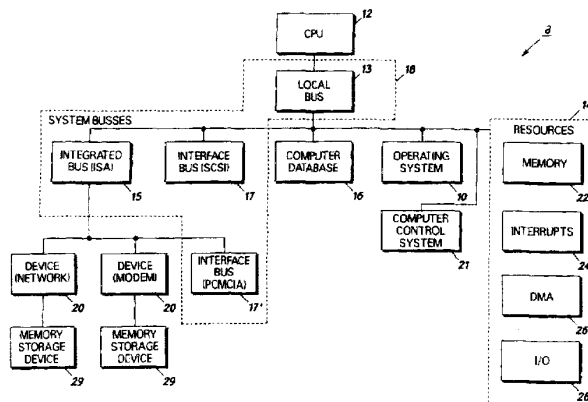 12
CPU
8
13
18
LOCAL
BUS
14
SYSTEM BUSSES
RESOURCES
INTEGRATED
BUS (ISA)
INTERFACE
BUS (SCSI)
COMPUTER
DATABASE
OPERATING
SYSTEM
MEMORY
15
17
16
10
22
COMPUTER
CONTROL
SYSTEM
INTERRUPTS
21
24
DEVICE
(NETWORK)
DEVICE
(MODEM)
INTERFACE
BUS
(PCMCIA)
DMA
20
20
17'
26
MEMORY
STORAGE
DEVICE
MEMORY
STORAGE
DEVICE
I/O
29
29
28